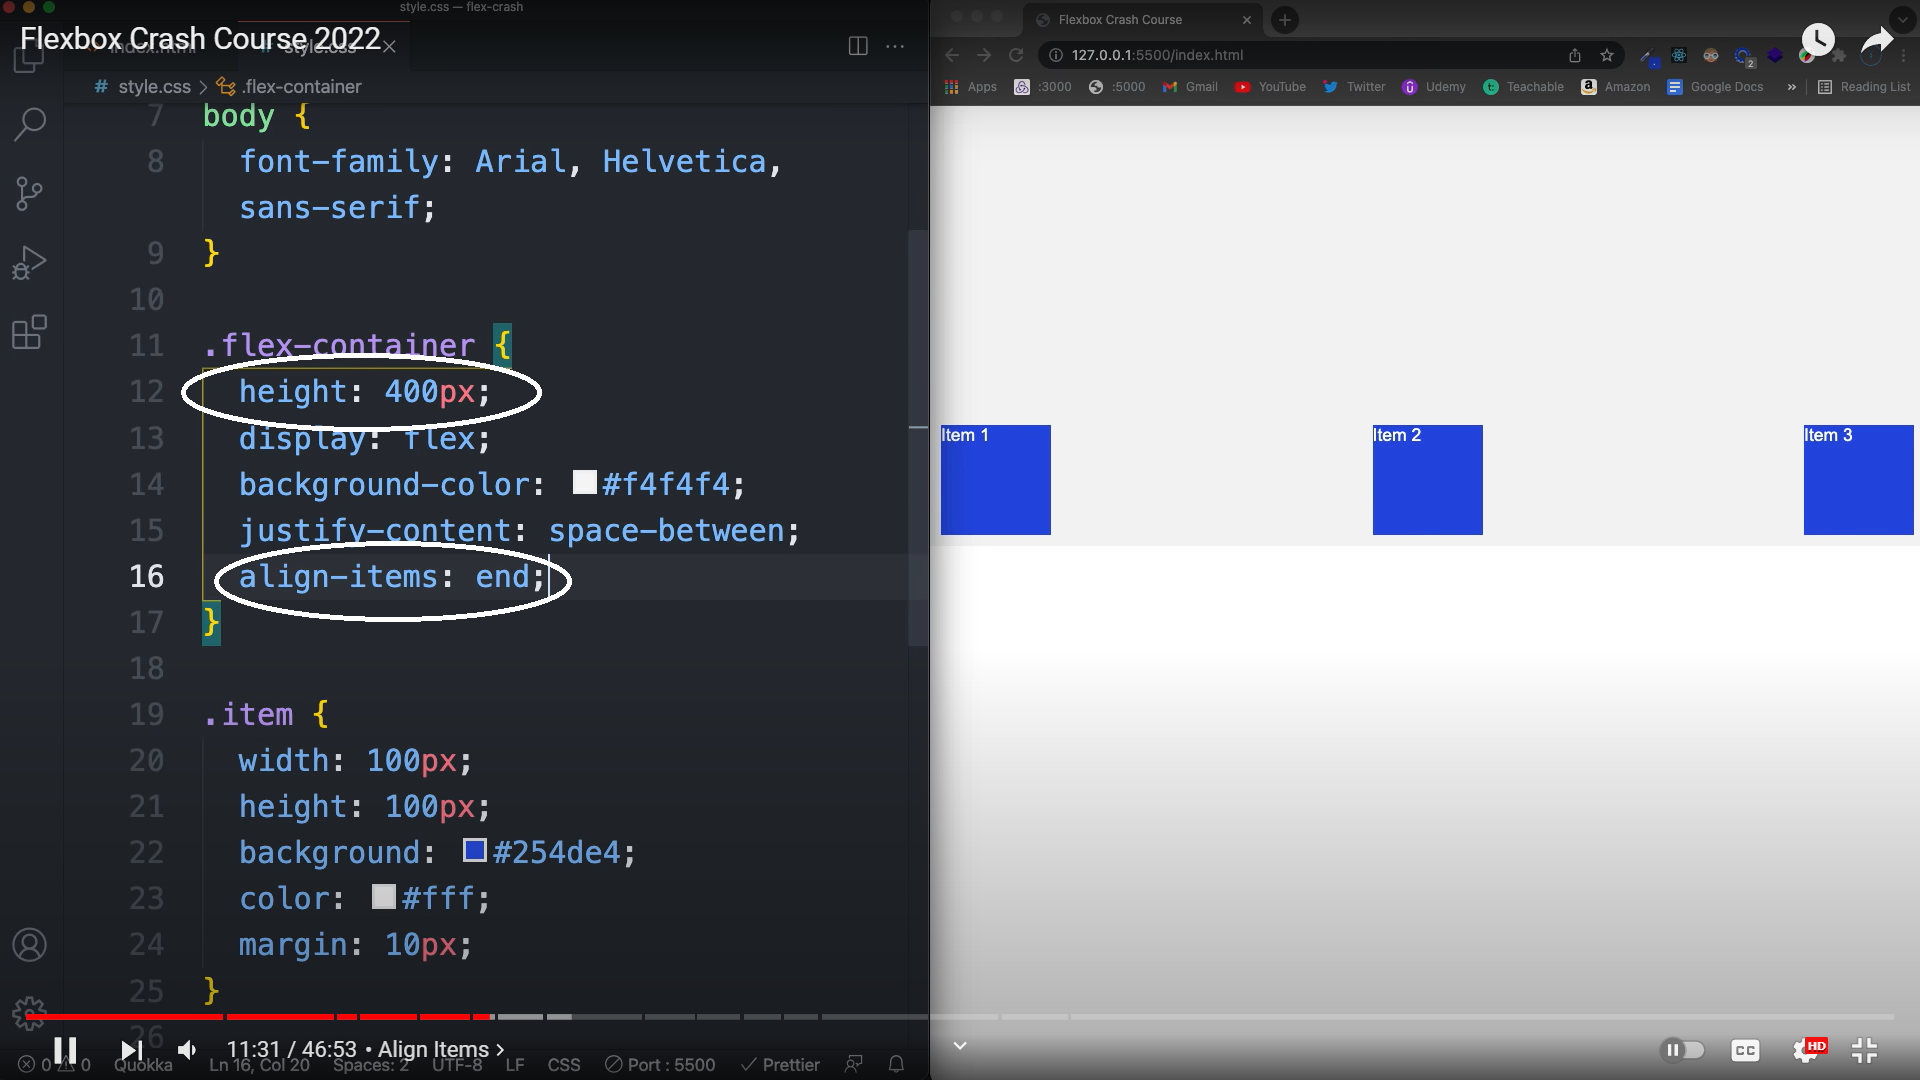 style.css — flex-crash
Flexbox Crash Course 2022
index.html
style.css
# style.css > .flex-container
7 body {
8 font-family: Arial, Helvetica,
sans-serif;
9 }
10
11 .flex-container {
12 height: 400px;
13 display: flex;
14 background-color: #f4f4f4;
15 justify-content: space-between;
16 align-items: end;
17 }
18
19 .item {
20 width: 100px;
21 height: 100px;
22 background: #254de4;
23 color: #fff;
24 margin: 10px;
25 }
26
11:31 / 46:53 • Align Items >
0 0 Quokka Ln 16, Col 20 Spaces: 2 UTF-8 LF CSS Port : 5500 Prettier
Flexbox Crash Course
127.0.0.1:5500/index.html
2
Apps :3000 :5000 Gmail YouTube Twitter Udemy Teachable Amazon Google Docs » Reading List
Item 1 Item 2 Item 3
CC HD